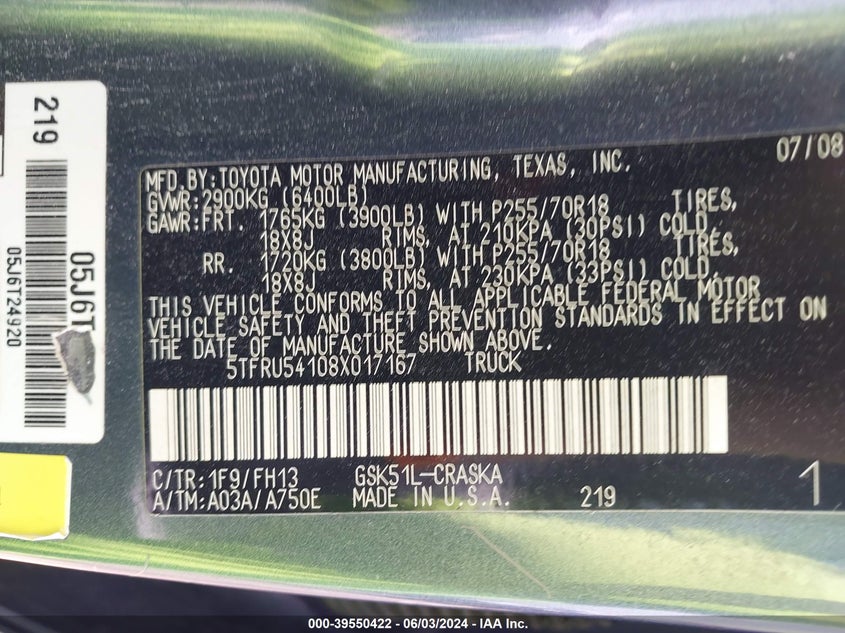 219
05J6T
05J6T24920
07/08
MFD.BY:TOYOTA MOTOR MANUFACTURING, TEXAS, INC.
GVWR:2900KG (6400LB)
GAWR:FRT. 1765KG (3900LB) WITH P255/70R18 TIRES,
18X8J RIMS, AT 210KPA (30PSI) COLD.
RR. 1720KG (3800LB) WITH P255/70R18 TIRES,
18X8J RIMS, AT 230KPA (33PSI) COLD.
THIS VEHICLE CONFORMS TO ALL APPLICABLE FEDERAL MOTOR
VEHICLE SAFETY AND THEFT PREVENTION STANDARDS IN EFFECT ON
THE DATE OF MANUFACTURE SHOWN ABOVE.
5TFRU54108X017167 TRUCK
C/TR:1F9/FH13 GSK51L-CRASKA
A/TM:A03A/A750E MADE IN U.S.A. 219 1
000-39550422 - 06/03/2024 - IAA Inc.